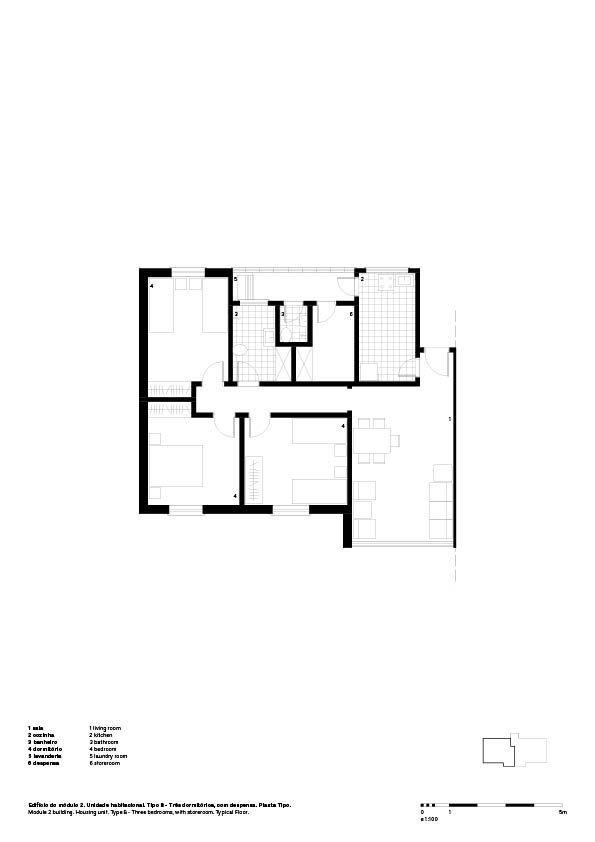 5
2
4
3
3
6
1
4
4
1 sala 1 living room
2 cozinha 2 kitchen
3 banheiro 3 bathroom
4 dormitório 4 bedroom
5 lavanderia 5 laundry room
6 despensa 6 storeroom
Edifício do módulo 2. Unidade habitacional. Tipo B - Três dormitórios, com despensa. Planta Tipo.
Module 2 building. Housing unit. Type B - Three bedrooms, with storeroom. Typical Floor.
0 1 5m
e 1:100